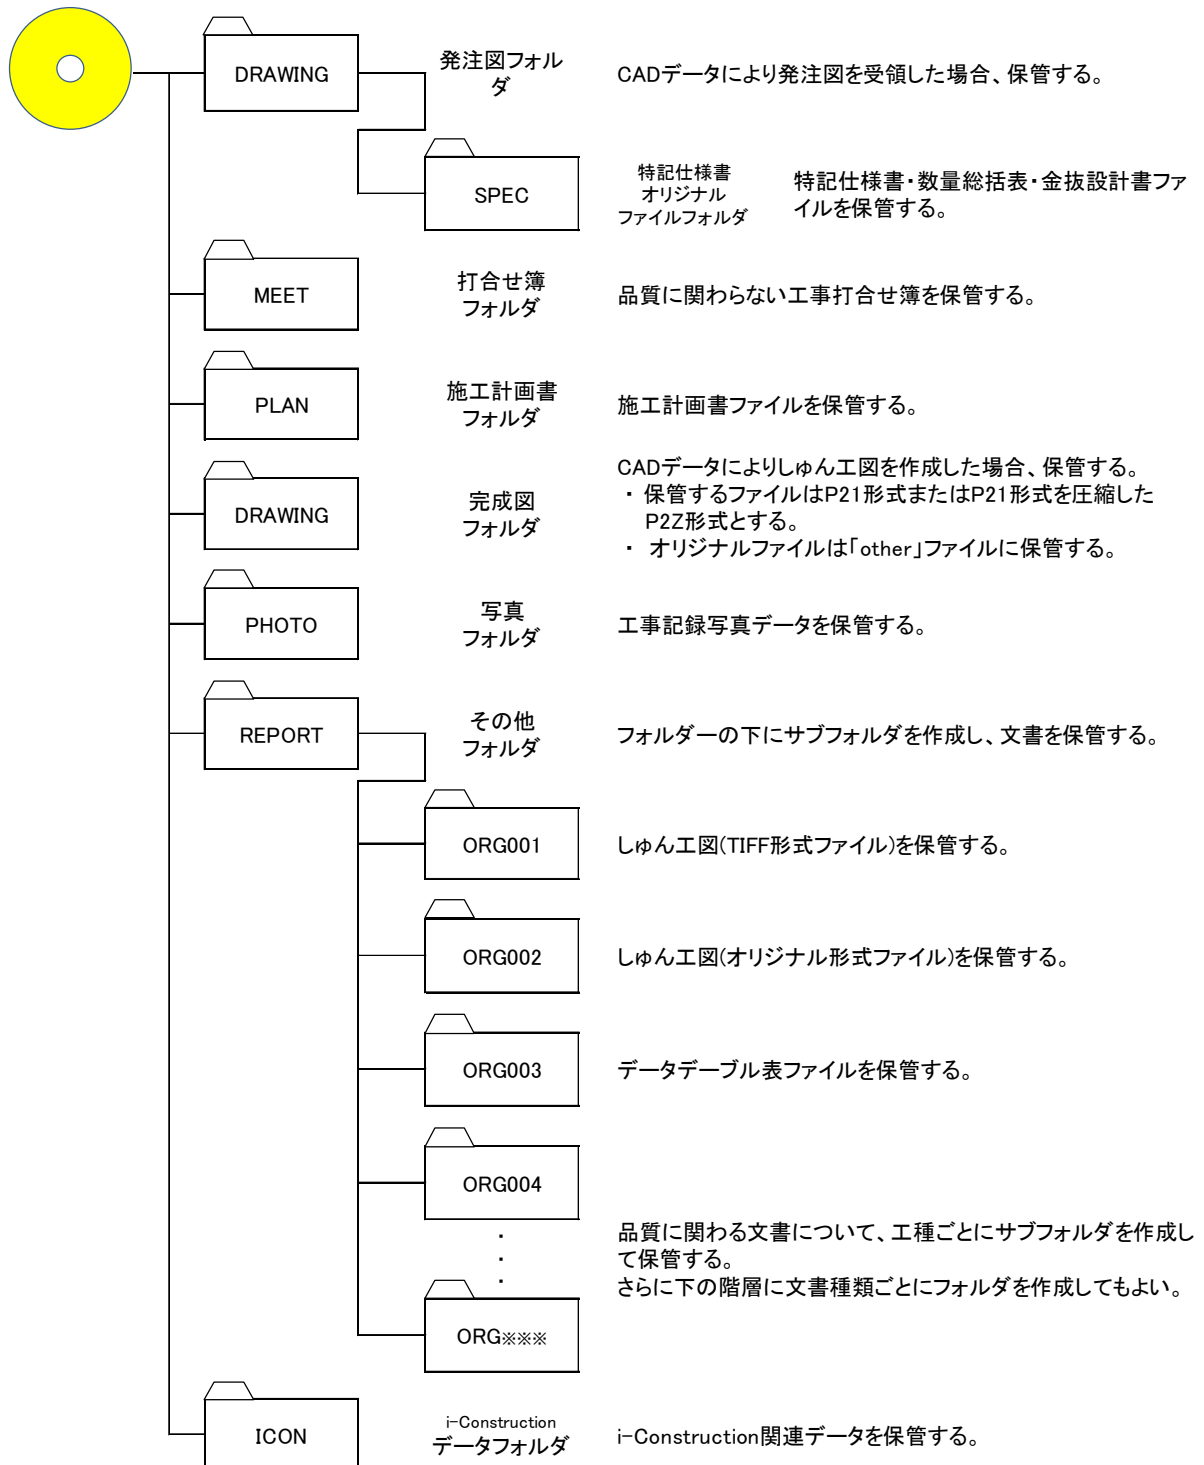 DRAWING
発注図フォル
ダ
CADデータにより発注図を受領した場合、保管する。
SPEC
特記仕様書
オリジナル
ファイルフォルダ
特記仕様書・数量総括表・金抜設計書ファ
イルを保管する。
MEET
打合せ簿
フォルダ
品質に関わらない工事打合せ簿を保管する。
PLAN
施工計画書
フォルダ
施工計画書ファイルを保管する。
DRAWING
完成図
フォルダ
CADデータによりしゅん工図を作成した場合、保管する。
・ 保管するファイルはP21形式またはP21形式を圧縮した
P2Z形式とする。
・ オリジナルファイルは「other」ファイルに保管する。
PHOTO
写真
フォルダ
工事記録写真データを保管する。
REPORT
その他
フォルダ
フォルダーの下にサブフォルダを作成し、文書を保管する。
ORG001
しゅん工図(TIFF形式ファイル)を保管する。
ORG002
しゅん工図(オリジナル形式ファイル)を保管する。
ORG003
データデーブル表ファイルを保管する。
ORG004
・
・
・
品質に関わる文書について、工種ごとにサブフォルダを作成し
て保管する。
さらに下の階層に文書種類ごとにフォルダを作成してもよい。
ORG※※※
ICON
i-Construction
データフォルダ
i-Construction関連データを保管する。